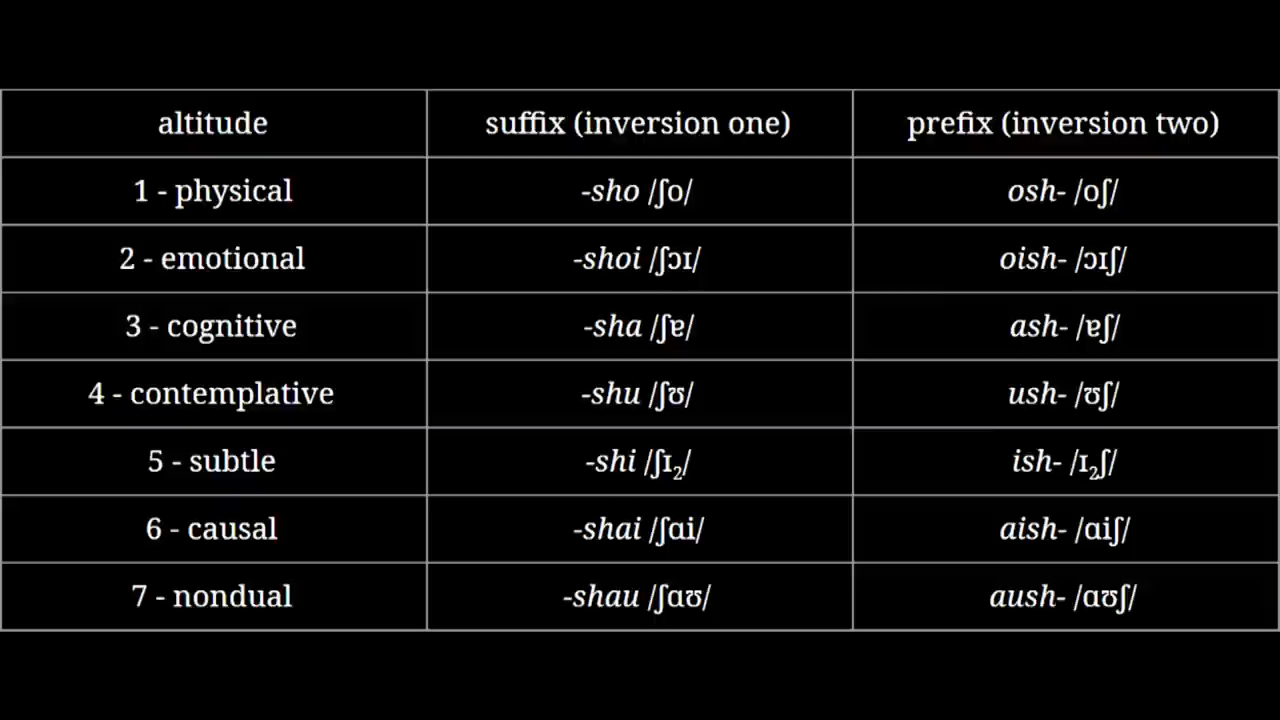 altitude suffix (inversion one) prefix (inversion two)
1 - physical -sho /ʃo/ osh- /oʃ/
2 - emotional -shoi /ʃɔɪ/ oish- /ɔɪʃ/
3 - cognitive -sha /ʃɐ/ ash- /ɐʃ/
4 - contemplative -shu /ʃʊ/ ush- /ʊʃ/
5 - subtle -shi /ʃɪ₂/ ish- /ɪ₂ʃ/
6 - causal -shai /ʃɑi/ aish- /ɑiʃ/
7 - nondual -shau /ʃɑʊ/ aush- /ɑʊʃ/